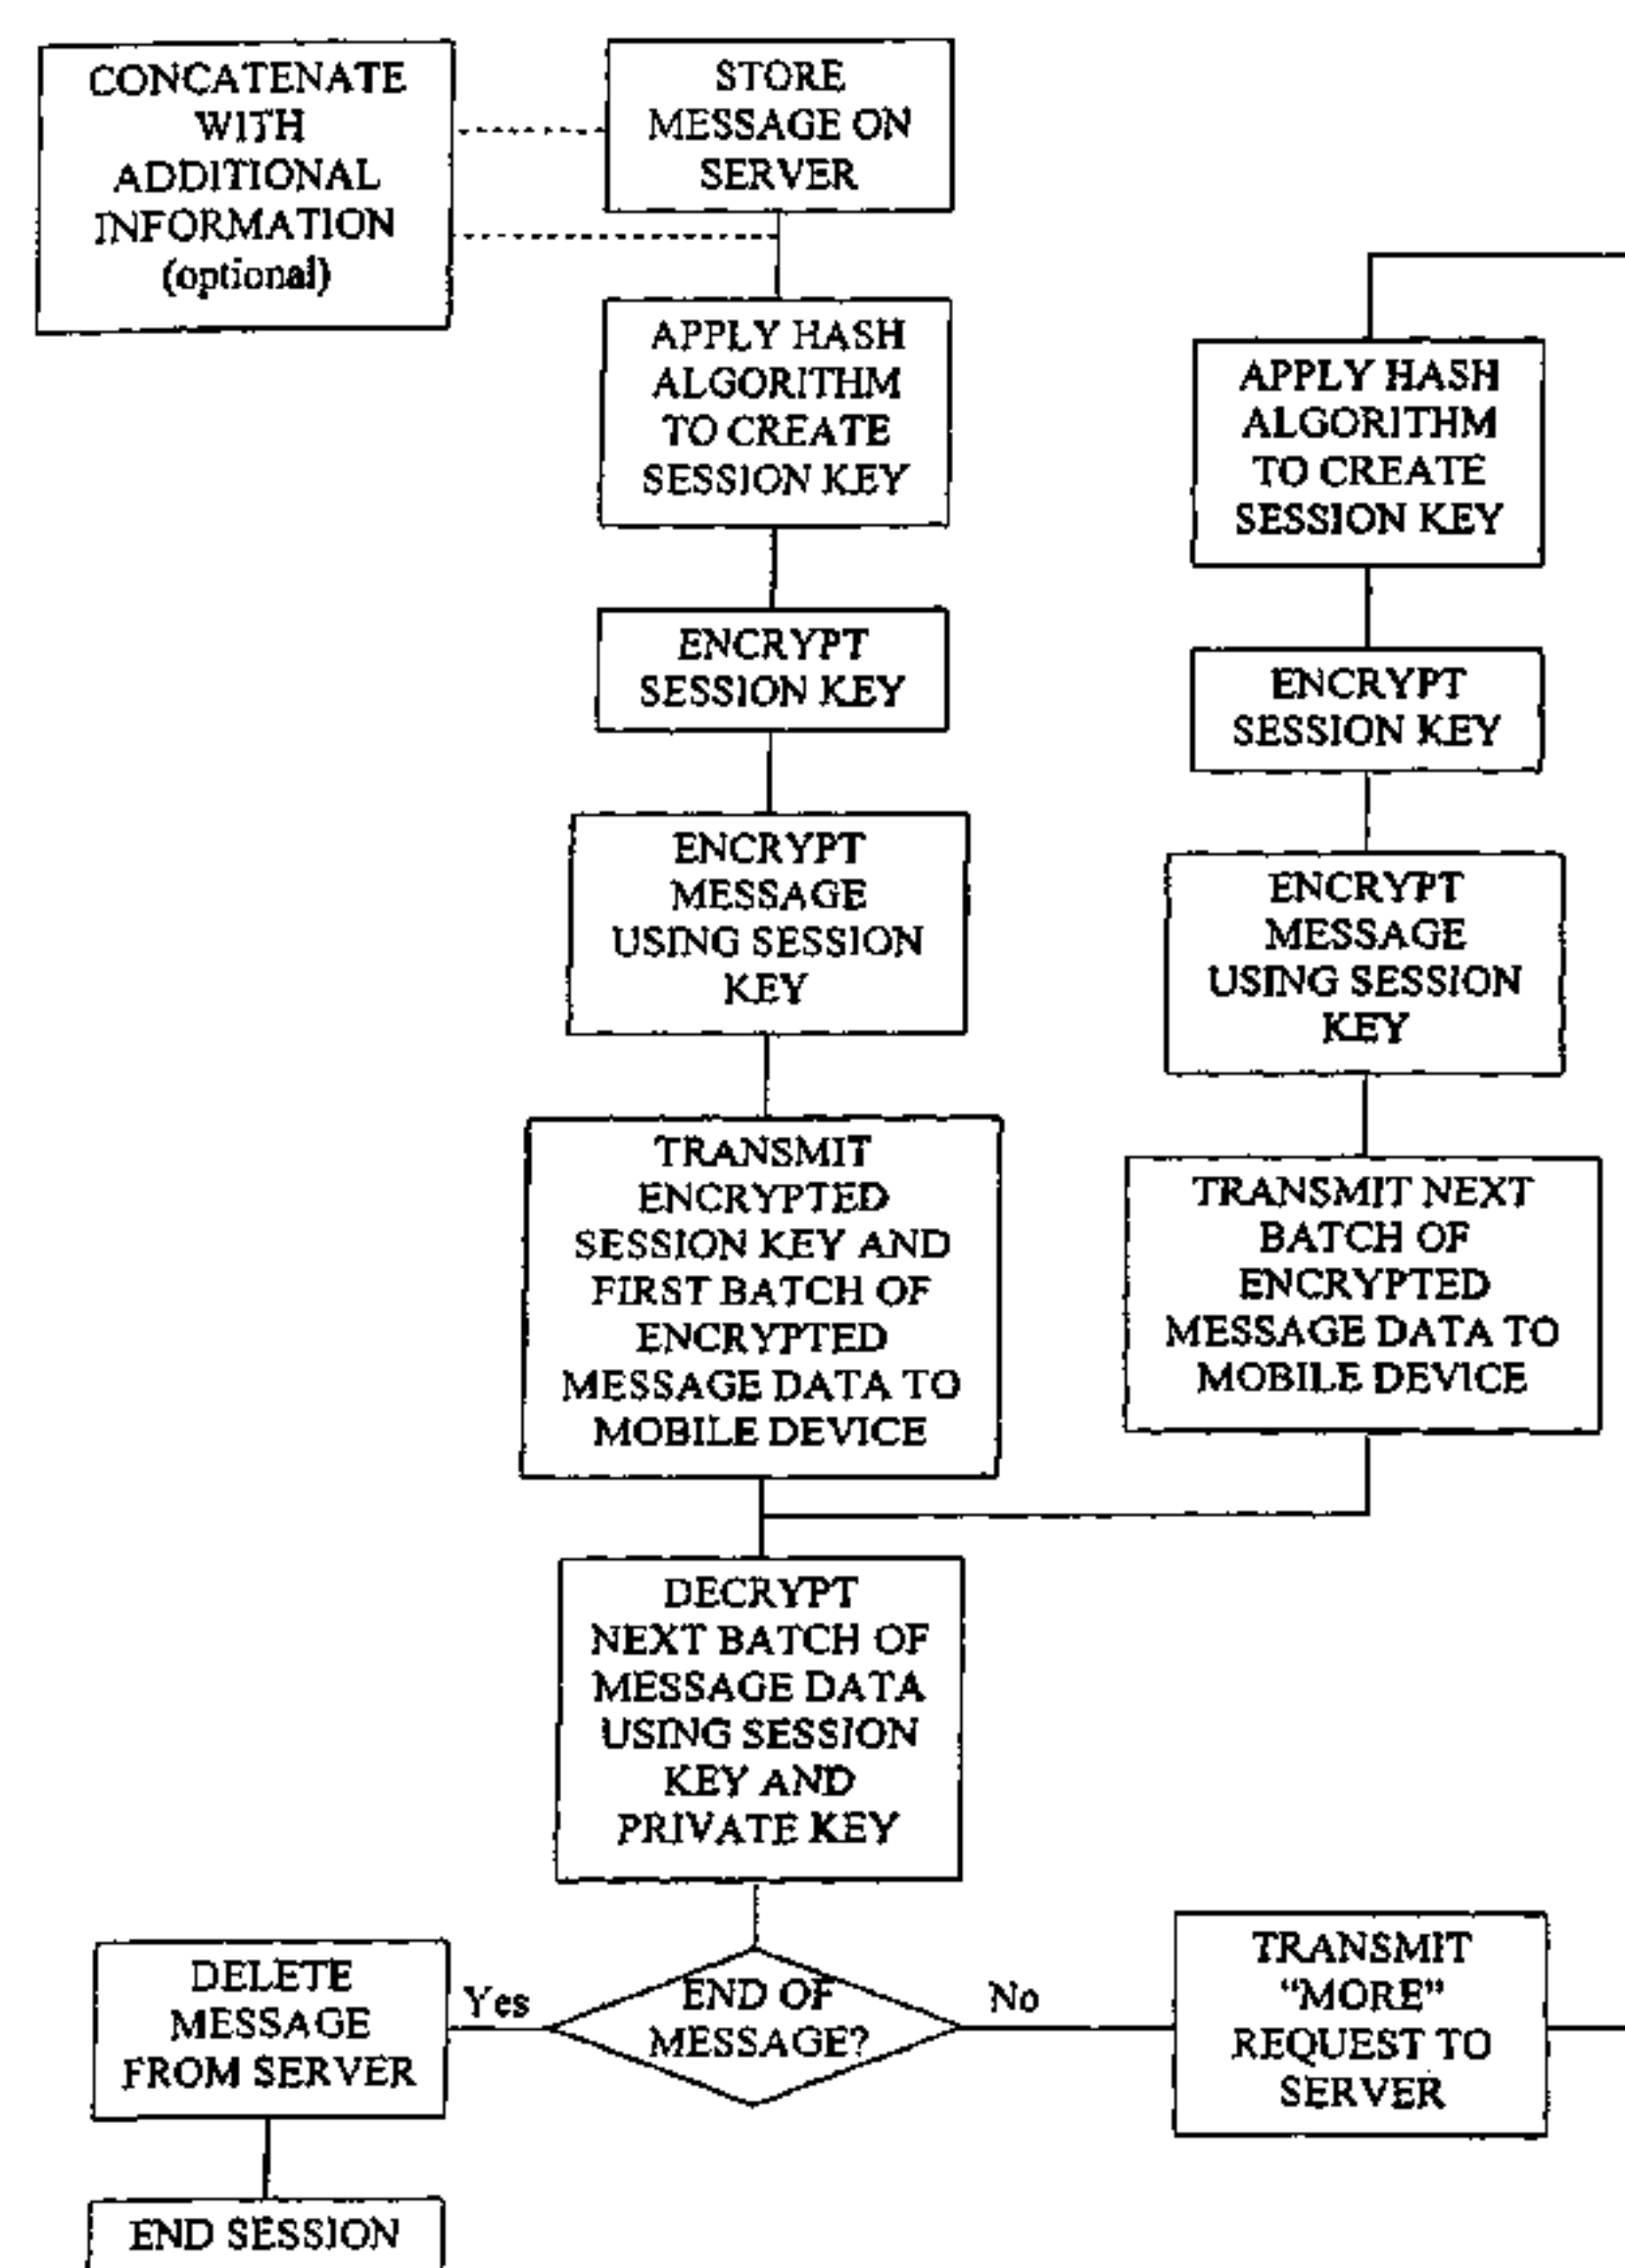 CONCATENATE
WITH
ADDITIONAL
INFORMATION
(optional)
STORE
MESSAGE ON
SERVER
APPLY HASH
ALGORITHM
TO CREATE
SESSION KEY
ENCRYPT
SESSION KEY
ENCRYPT
MESSAGE
USING SESSION
KEY
TRANSMIT
ENCRYPTED
SESSION KEY AND
FIRST BATCH OF
ENCRYPTED
MESSAGE DATA TO
MOBILE DEVICE
APPLY HASH
ALGORITHM
TO CREATE
SESSION KEY
ENCRYPT
SESSION KEY
ENCRYPT
MESSAGE
USING SESSION
KEY
TRANSMIT NEXT
BATCH OF
ENCRYPTED
MESSAGE DATA TO
MOBILE DEVICE
DECRYPT
NEXT BATCH OF
MESSAGE DATA
USING SESSION
KEY AND
PRIVATE KEY
END OF
MESSAGE?
Yes
No
DELETE
MESSAGE
FROM SERVER
TRANSMIT
“MORE”
REQUEST TO
SERVER
END SESSION